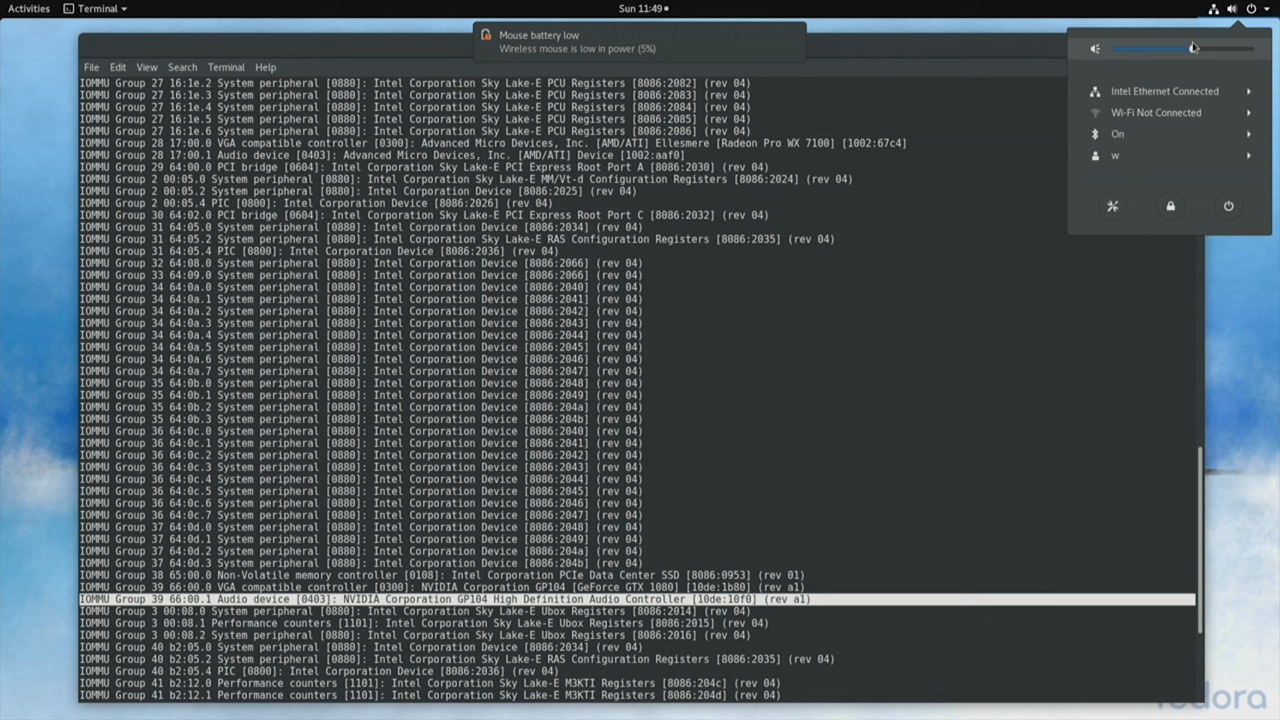 Activities
Terminal
Sun 11:49
Mouse battery low
Wireless mouse is low in power (5%)
File Edit View Search Terminal Help
IOMMU Group 27 16:1e.2 System peripheral [0880]: Intel Corporation Sky Lake-E PCU Registers [8086:2082] (rev 04)
IOMMU Group 27 16:1e.3 System peripheral [0880]: Intel Corporation Sky Lake-E PCU Registers [8086:2083] (rev 04)
IOMMU Group 27 16:1e.4 System peripheral [0880]: Intel Corporation Sky Lake-E PCU Registers [8086:2084] (rev 04)
IOMMU Group 27 16:1e.5 System peripheral [0880]: Intel Corporation Sky Lake-E PCU Registers [8086:2085] (rev 04)
IOMMU Group 27 16:1e.6 System peripheral [0880]: Intel Corporation Sky Lake-E PCU Registers [8086:2086] (rev 04)
IOMMU Group 28 17:00.0 VGA compatible controller [0300]: Advanced Micro Devices, Inc. [AMD/ATI] Ellesmere [Radeon Pro WX 7100] [1002:67c4]
IOMMU Group 28 17:00.1 Audio device [0403]: Advanced Micro Devices, Inc. [AMD/ATI] Device [1002:aaf0]
IOMMU Group 29 64:00.0 PCI bridge [0604]: Intel Corporation Sky Lake-E PCI Express Root Port A [8086:2030] (rev 04)
IOMMU Group 2 00:05.0 System peripheral [0880]: Intel Corporation Sky Lake-E MM/Vt-d Configuration Registers [8086:2024] (rev 04)
IOMMU Group 2 00:05.2 System peripheral [0880]: Intel Corporation Device [8086:2025] (rev 04)
IOMMU Group 2 00:05.4 PIC [0800]: Intel Corporation Device [8086:2026] (rev 04)
IOMMU Group 30 64:02.0 PCI bridge [0604]: Intel Corporation Sky Lake-E PCI Express Root Port C [8086:2032] (rev 04)
IOMMU Group 31 64:05.0 System peripheral [0880]: Intel Corporation Device [8086:2034] (rev 04)
IOMMU Group 31 64:05.2 System peripheral [0880]: Intel Corporation Sky Lake-E RAS Configuration Registers [8086:2035] (rev 04)
IOMMU Group 31 64:05.4 PIC [0800]: Intel Corporation Device [8086:2036] (rev 04)
IOMMU Group 32 64:08.0 System peripheral [0880]: Intel Corporation Device [8086:2066] (rev 04)
IOMMU Group 33 64:09.0 System peripheral [0880]: Intel Corporation Device [8086:2066] (rev 04)
IOMMU Group 34 64:0a.0 System peripheral [0880]: Intel Corporation Device [8086:2040] (rev 04)
IOMMU Group 34 64:0a.1 System peripheral [0880]: Intel Corporation Device [8086:2041] (rev 04)
IOMMU Group 34 64:0a.2 System peripheral [0880]: Intel Corporation Device [8086:2042] (rev 04)
IOMMU Group 34 64:0a.3 System peripheral [0880]: Intel Corporation Device [8086:2043] (rev 04)
IOMMU Group 34 64:0a.4 System peripheral [0880]: Intel Corporation Device [8086:2044] (rev 04)
IOMMU Group 34 64:0a.5 System peripheral [0880]: Intel Corporation Device [8086:2045] (rev 04)
IOMMU Group 34 64:0a.6 System peripheral [0880]: Intel Corporation Device [8086:2046] (rev 04)
IOMMU Group 34 64:0a.7 System peripheral [0880]: Intel Corporation Device [8086:2047] (rev 04)
IOMMU Group 35 64:0b.0 System peripheral [0880]: Intel Corporation Device [8086:2048] (rev 04)
IOMMU Group 35 64:0b.1 System peripheral [0880]: Intel Corporation Device [8086:2049] (rev 04)
IOMMU Group 35 64:0b.2 System peripheral [0880]: Intel Corporation Device [8086:204a] (rev 04)
IOMMU Group 35 64:0b.3 System peripheral [0880]: Intel Corporation Device [8086:204b] (rev 04)
IOMMU Group 36 64:0c.0 System peripheral [0880]: Intel Corporation Device [8086:2040] (rev 04)
IOMMU Group 36 64:0c.1 System peripheral [0880]: Intel Corporation Device [8086:2041] (rev 04)
IOMMU Group 36 64:0c.2 System peripheral [0880]: Intel Corporation Device [8086:2042] (rev 04)
IOMMU Group 36 64:0c.3 System peripheral [0880]: Intel Corporation Device [8086:2043] (rev 04)
IOMMU Group 36 64:0c.4 System peripheral [0880]: Intel Corporation Device [8086:2044] (rev 04)
IOMMU Group 36 64:0c.5 System peripheral [0880]: Intel Corporation Device [8086:2045] (rev 04)
IOMMU Group 36 64:0c.6 System peripheral [0880]: Intel Corporation Device [8086:2046] (rev 04)
IOMMU Group 36 64:0c.7 System peripheral [0880]: Intel Corporation Device [8086:2047] (rev 04)
IOMMU Group 37 64:0d.0 System peripheral [0880]: Intel Corporation Device [8086:2048] (rev 04)
IOMMU Group 37 64:0d.1 System peripheral [0880]: Intel Corporation Device [8086:2049] (rev 04)
IOMMU Group 37 64:0d.2 System peripheral [0880]: Intel Corporation Device [8086:204a] (rev 04)
IOMMU Group 37 64:0d.3 System peripheral [0880]: Intel Corporation Device [8086:204b] (rev 04)
IOMMU Group 38 65:00.0 Non-Volatile memory controller [0108]: Intel Corporation PCIe Data Center SSD [8086:0953] (rev 01)
IOMMU Group 39 66:00.0 VGA compatible controller [0300]: NVIDIA Corporation GP104 [GeForce GTX 1080] [10de:1b80] (rev a1)
IOMMU Group 39 66:00.1 Audio device [0403]: NVIDIA Corporation GP104 High Definition Audio Controller [10de:10f0] (rev a1)
IOMMU Group 3 00:08.0 System peripheral [0880]: Intel Corporation Sky Lake-E Ubox Registers [8086:2014] (rev 04)
IOMMU Group 3 00:08.1 Performance counters [1101]: Intel Corporation Sky Lake-E Ubox Registers [8086:2015] (rev 04)
IOMMU Group 3 00:08.2 System peripheral [0880]: Intel Corporation Sky Lake-E Ubox Registers [8086:2016] (rev 04)
IOMMU Group 40 b2:05.0 System peripheral [0880]: Intel Corporation Device [8086:2034] (rev 04)
IOMMU Group 40 b2:05.2 System peripheral [0880]: Intel Corporation Sky Lake-E RAS Configuration Registers [8086:2035] (rev 04)
IOMMU Group 40 b2:05.4 PIC [0800]: Intel Corporation Device [8086:2036] (rev 04)
IOMMU Group 41 b2:12.0 Performance counters [1101]: Intel Corporation Sky Lake-E M3KTI Registers [8086:204c] (rev 04)
IOMMU Group 41 b2:12.1 Performance counters [1101]: Intel Corporation Sky Lake-E M3KTI Registers [8086:204d] (rev 04)
Intel Ethernet Connected
Wi-Fi Not Connected
On
w
fedora